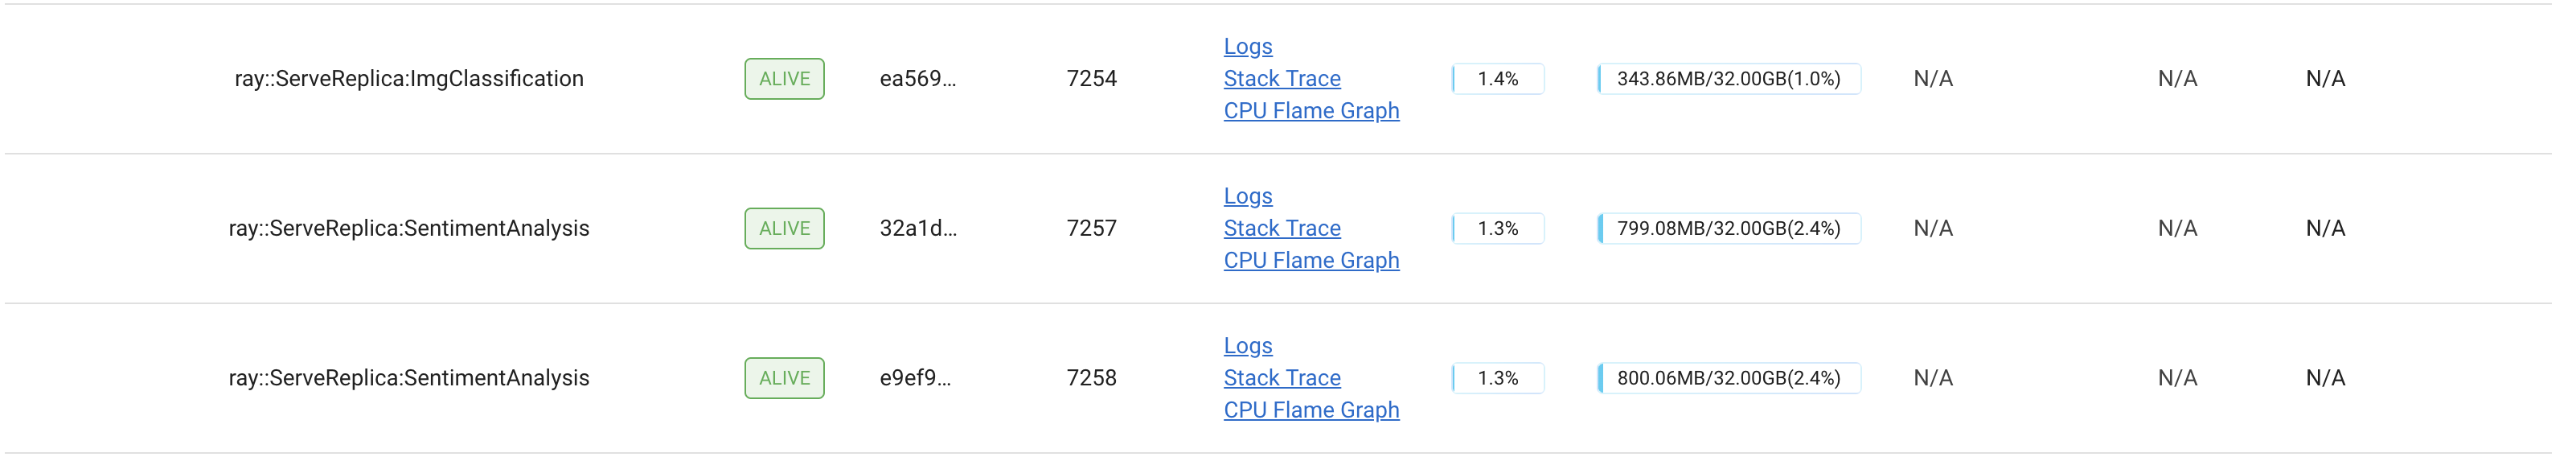 Logs
ray::ServeReplica:ImgClassification ALIVE ea569... 7254 Stack Trace 1.4% 343.86MB/32.00GB(1.0%) N/A N/A N/A
CPU Flame Graph
Logs
ray::ServeReplica:SentimentAnalysis ALIVE 32a1d... 7257 Stack Trace 1.3% 799.08MB/32.00GB(2.4%) N/A N/A N/A
CPU Flame Graph
Logs
ray::ServeReplica:SentimentAnalysis ALIVE e9ef9... 7258 Stack Trace 1.3% 800.06MB/32.00GB(2.4%) N/A N/A N/A
CPU Flame Graph